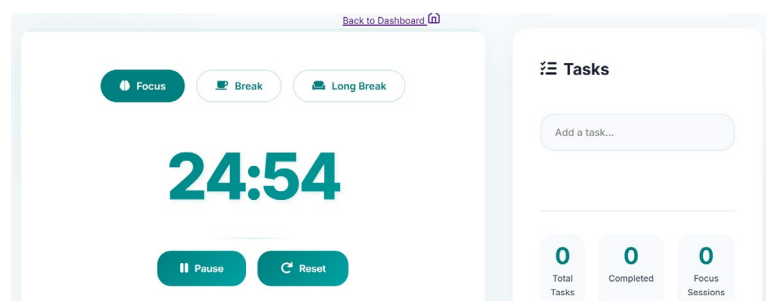 Back to Dashboard
Focus
Break
Long Break
24:54
Pause
Reset
Tasks
Add a task...
0
Total
Tasks
0
Completed
0
Focus
Sessions